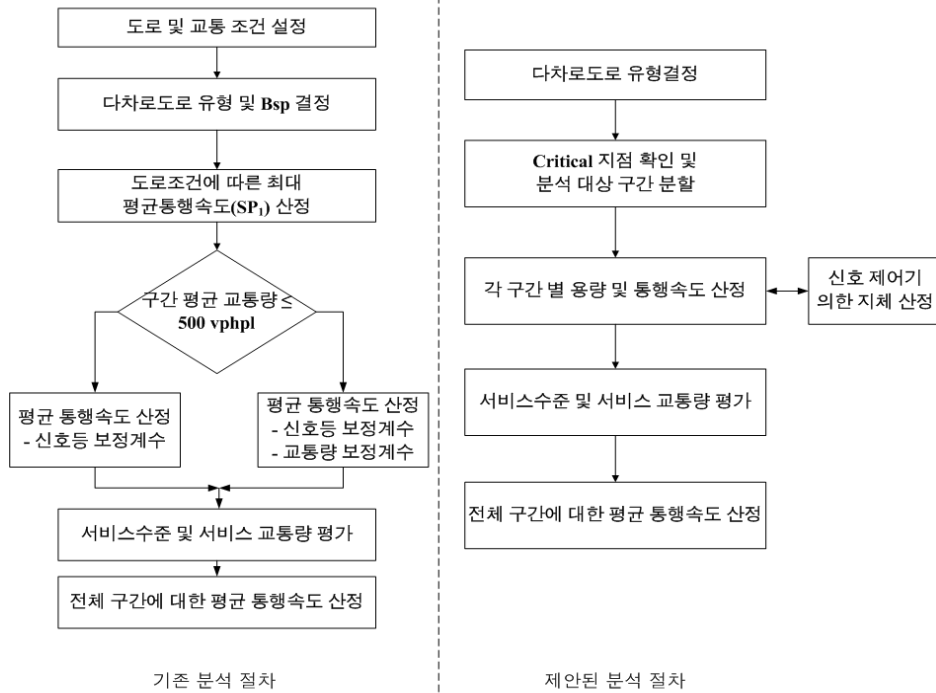 도로 및 교통 조건 설정
다차로도로 유형 및 Bsp 결정
도로조건에 따른 최대
평균통행속도(SP₁) 산정
구간 평균 교통량 ≤
500 vphpl
평균 통행속도 산정
- 신호등 보정계수
평균 통행속도 산정
- 신호등 보정계수
- 교통량 보정계수
서비스수준 및 서비스 교통량 평가
전체 구간에 대한 평균 통행속도 산정
기존 분석 절차
다차로도로 유형결정
Critical 지점 확인 및
분석 대상 구간 분할
각 구간 별 용량 및 통행속도 산정
신호 제어기
의한 지체 산정
서비스수준 및 서비스 교통량 평가
전체 구간에 대한 평균 통행속도 산정
제안된 분석 절차